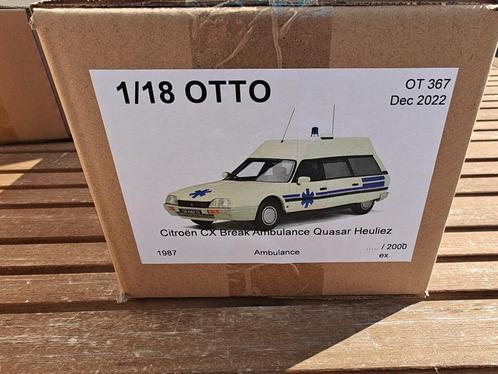 1/18 OTTO
OT 367
Dec 2022
Citroën CX Break Ambulance Quasar Heuliez
1987
Ambulance
..... / 2000
ex.